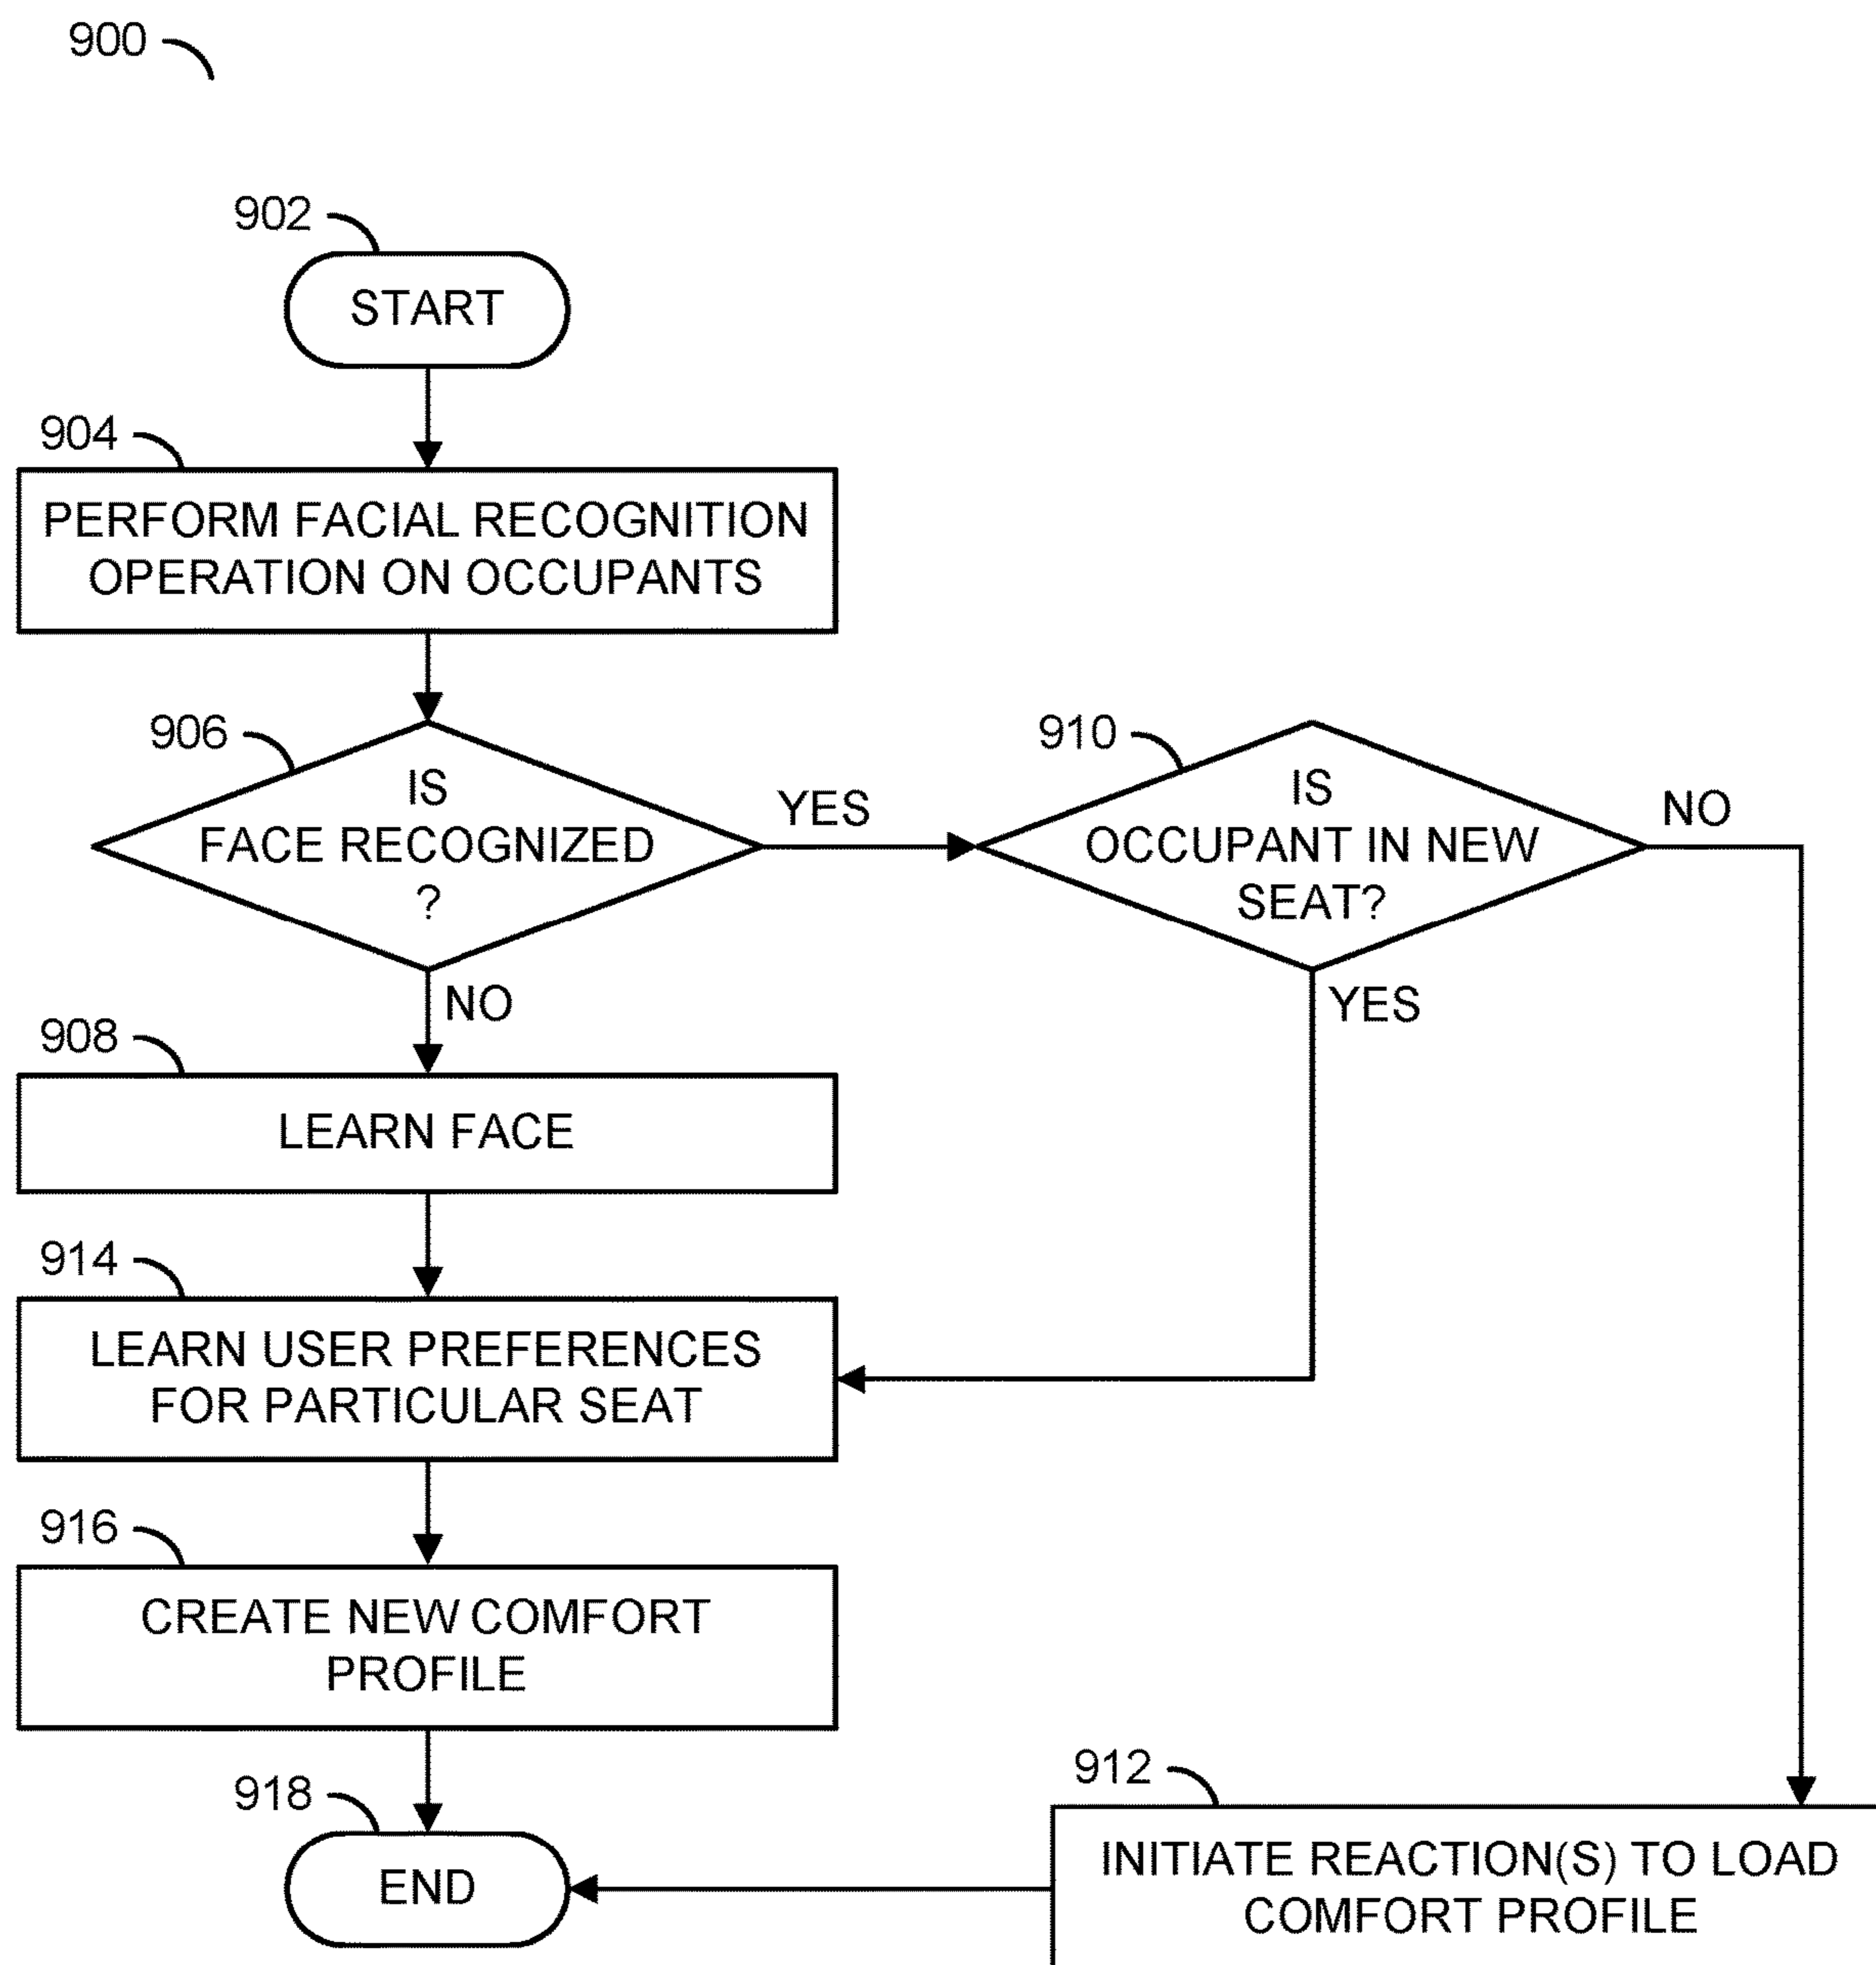 900
902
START
904
PERFORM FACIAL RECOGNITION
OPERATION ON OCCUPANTS
906
IS
FACE RECOGNIZED
?
YES
NO
910
IS
OCCUPANT IN NEW
SEAT?
NO
YES
908
LEARN FACE
914
LEARN USER PREFERENCES
FOR PARTICULAR SEAT
916
CREATE NEW COMFORT
PROFILE
912
INITIATE REACTION(S) TO LOAD
COMFORT PROFILE
918
END